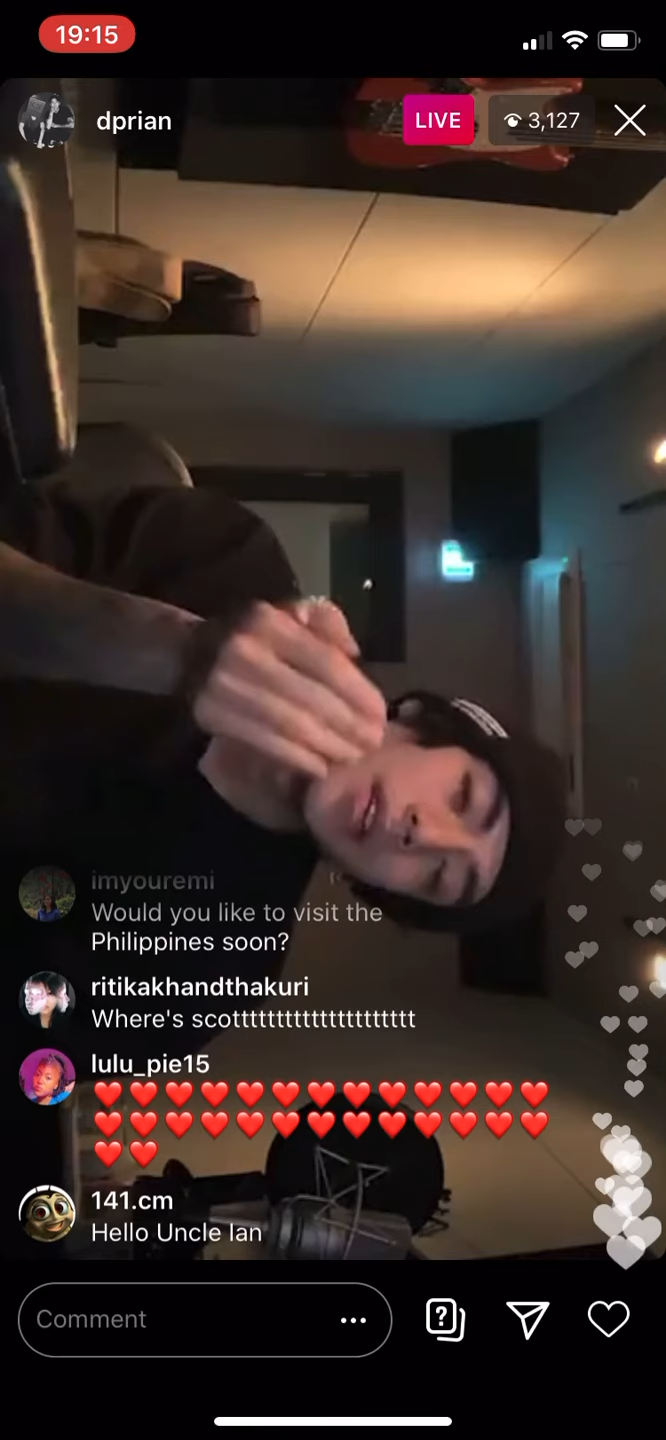 19:15
dprian
LIVE
3,127
imyouremi
Would you like to visit the
Philippines soon?
ritikakhandthakuri
Where's scotttttttttttttttttttttt
lulu_pie15
❤️❤️❤️❤️❤️❤️❤️❤️❤️❤️❤️❤️❤️
❤️❤️❤️❤️❤️❤️❤️❤️❤️❤️❤️❤️❤️
❤️❤️
141.cm
Hello Uncle Ian
Comment